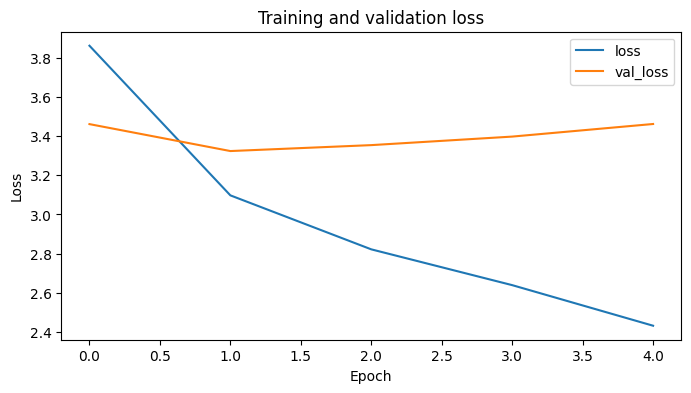 Training and validation loss
loss
val_loss
3.8
3.6
3.4
3.2
3.0
2.8
2.6
2.4
Loss
0.0 0.5 1.0 1.5 2.0 2.5 3.0 3.5 4.0
Epoch